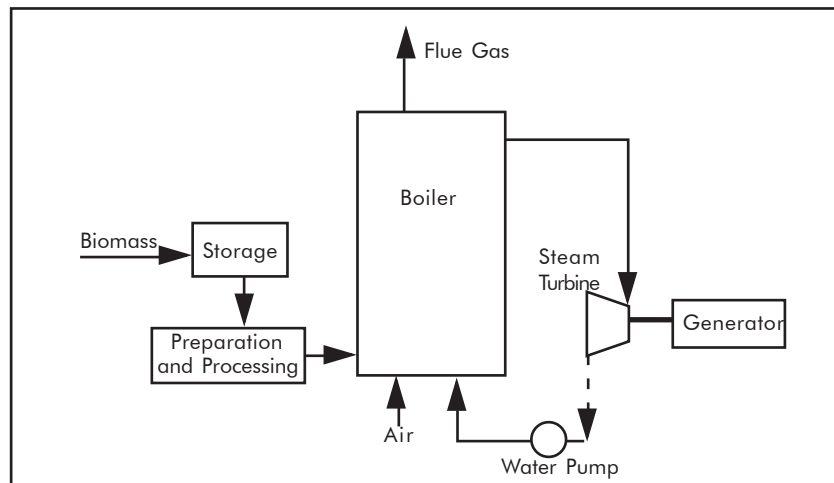 Flue Gas
Boiler
Biomass
Storage
Steam
Turbine
Generator
Preparation
and Processing
Air
Water Pump